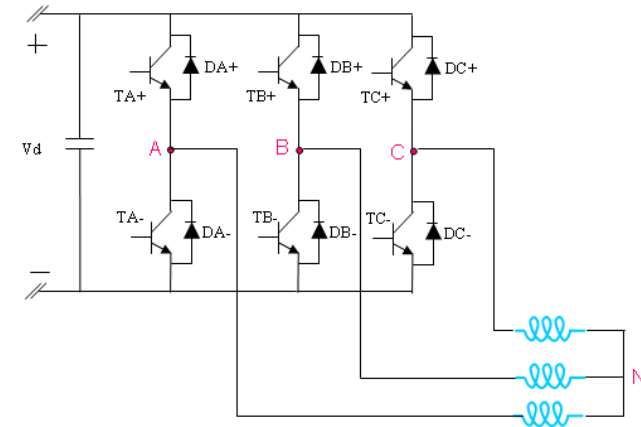 +
DA+
DB+
DC+
TA+
TB+
TC+
Vd
A
B
C
TA-
TB-
TC-
DA-
DB-
DC-
−
N